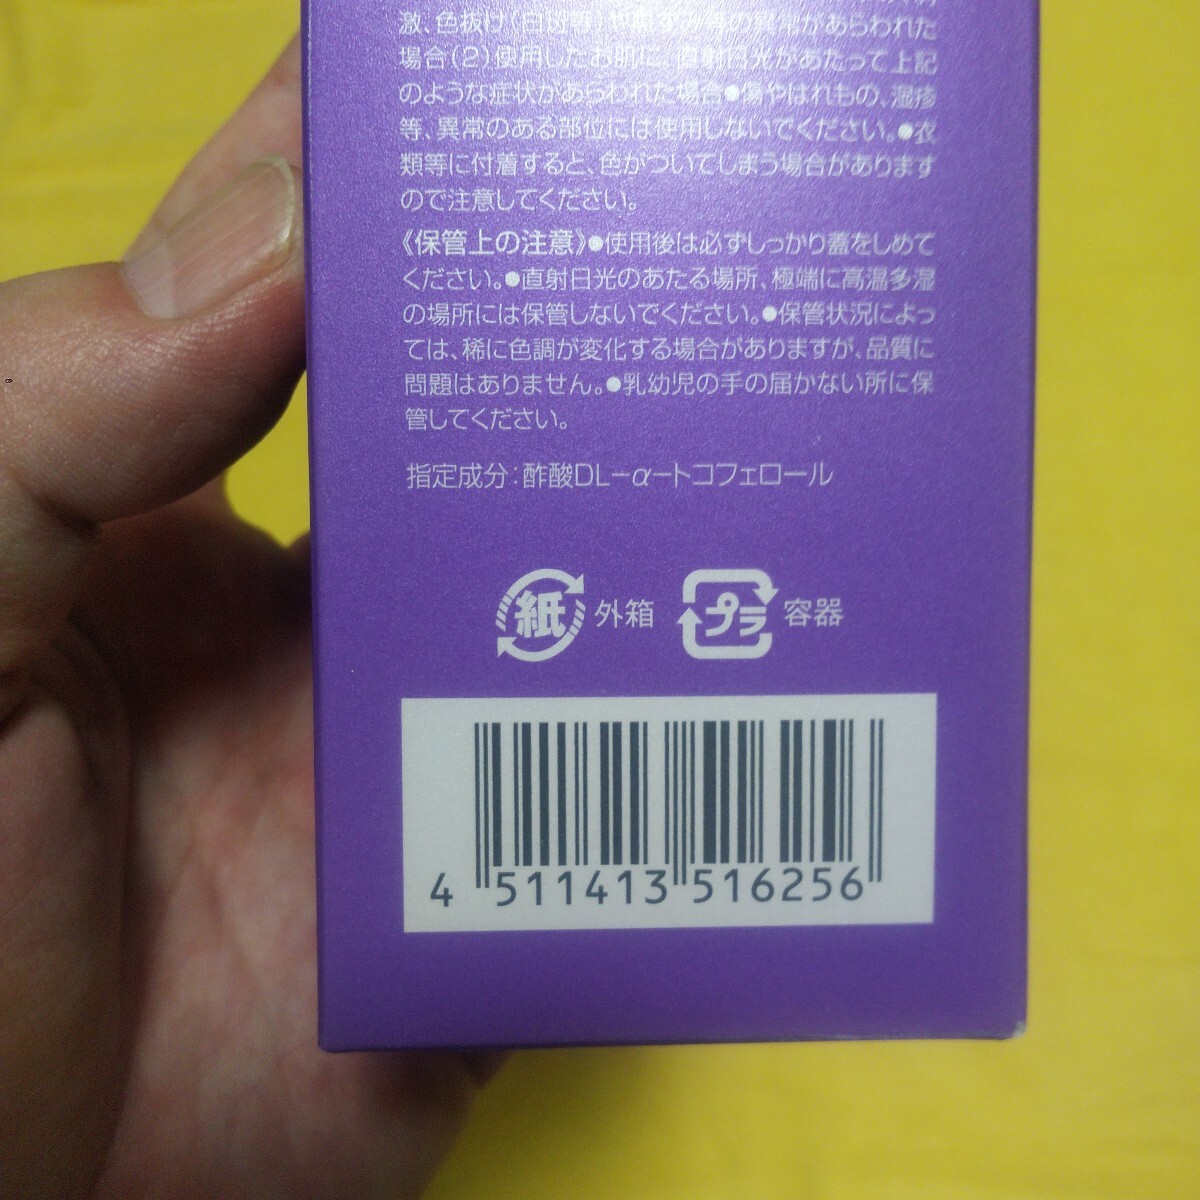 激、色抜け(白斑等)や黒ずみ等の異常があらわれた
場合(2)使用したお肌に、直射日光があたって上記
のような症状があらわれた場合●傷やはれもの、湿疹
等、異常のある部位には使用しないでください。●衣
類等に付着すると、色がついてしまう場合があります
ので注意してください。
《保管上の注意》●使用後は必ずしっかり蓋をしめて
ください。●直射日光のあたる場所、極端に高温多湿
の場所には保管しないでください。●保管状況によっ
ては、稀に色調が変化する場合がありますが、品質に
問題はありません。●乳幼児の手の届かない所に保
管してください。
指定成分：酢酸DL-α-トコフェロール
紙 外箱 プラ 容器
4 511413 516256